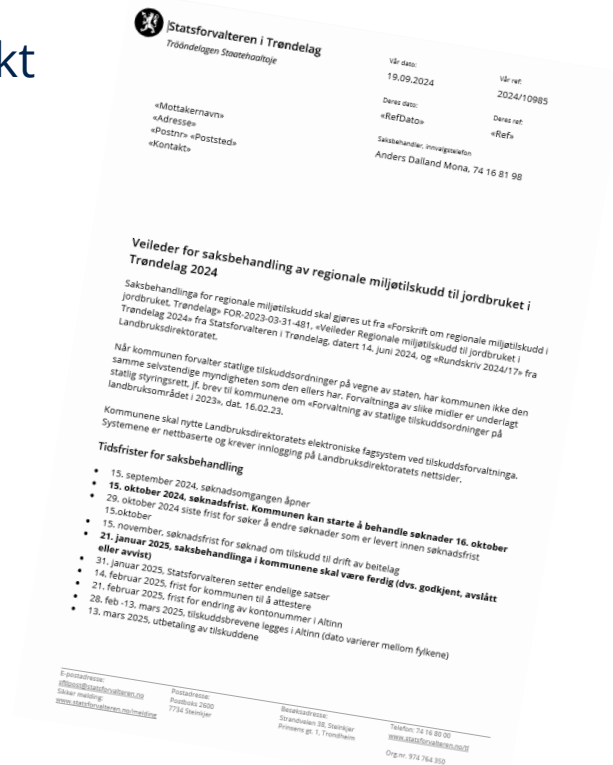 kt
Statsforvalteren i Trøndelag
Trööndelagen Staatehaaltoje
Vår dato:
19.09.2024
Vår ref:
2024/10985
Deres dato:
«RefDato»
Deres ref:
«Ref»
«Mottakernavn»
«Adresse»
«Postnr» «Poststed»
«Kontakt»
Saksbehandler, innvalgstelefon
Anders Dalland Mona, 74 16 81 98
Veileder for saksbehandling av regionale miljøtilskudd til jordbruket i
Trøndelag 2024
Saksbehandlinga for regionale miljøtilskudd skal gjøres ut fra «Forskrift om regionale miljøtilskudd i
jordbruket, Trøndelag» FOR-2023-03-31-481, «Veileder Regionale miljøtilskudd til jordbruket i
Trøndelag 2024» fra Statsforvalteren i Trøndelag, datert 14. juni 2024, og «Rundskriv 2024/17» fra
Landbruksdirektoratet.
Når kommunen forvalter statlige tilskuddsordninger på vegne av staten, har kommunen ikke den
samme selvstendige myndigheten som den ellers har. Forvaltninga av slike midler er underlagt
statlig styringsrett, jf. brev til kommunene om «Forvaltning av statlige tilskuddsordninger på
landbruksområdet i 2023», dat. 16.02.23.
Kommunene skal nytte Landbruksdirektoratets elektroniske fagsystem ved tilskuddsforvaltninga.
Systemene er nettbaserte og krever innlogging på Landbruksdirektoratets nettsider.
Tidsfrister for saksbehandling
• 15. september 2024, søknadsomgangen åpner
• 15. oktober 2024, søknadsfrist. Kommunen kan starte å behandle søknader 16. oktober
• 29. oktober 2024 siste frist for søker å endre søknader som er levert innen søknadsfrist
15.oktober
• 15. november, søknadsfrist for søknad om tilskudd til drift av beitelag
• 21. januar 2025, saksbehandlinga i kommunene skal være ferdig (dvs. godkjent, avslått
eller avvist)
• 31. januar 2025, Statsforvalteren setter endelige satser
• 14. februar 2025, frist for kommunen til å attestere
• 21. februar 2025, frist for endring av kontonummer i Altinn
• 28. feb -13. mars 2025, tilskuddsbrevene legges i Altinn (dato varierer mellom fylkene)
• 13. mars 2025, utbetaling av tilskuddene
E-postadresse:
sftlpost@statsforvalteren.no
Sikker melding:
www.statsforvalteren.no/melding
Postadresse:
Postboks 2600
7734 Steinkjer
Besøksadresse:
Strandveien 38, Steinkjer
Prinsens gt. 1, Trondheim
Telefon: 74 16 80 00
www.statsforvalteren.no/tl
Org.nr. 974 764 350